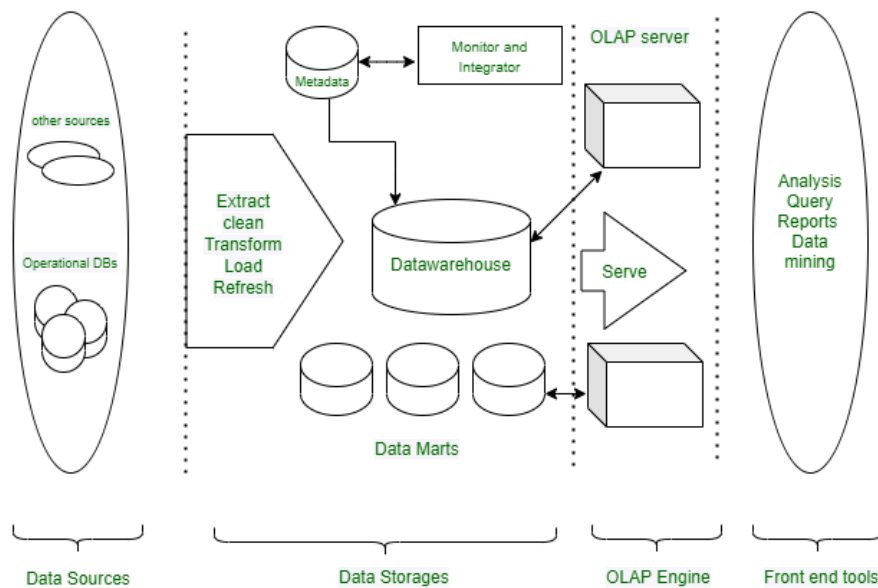 other sources
Operational DBs
Extract
clean
Transform
Load
Refresh
Metadata
Monitor and
Integrator
Datawarehouse
Data Marts
OLAP server
Serve
Analysis
Query
Reports
Data
mining
Data Sources
Data Storages
OLAP Engine
Front end tools